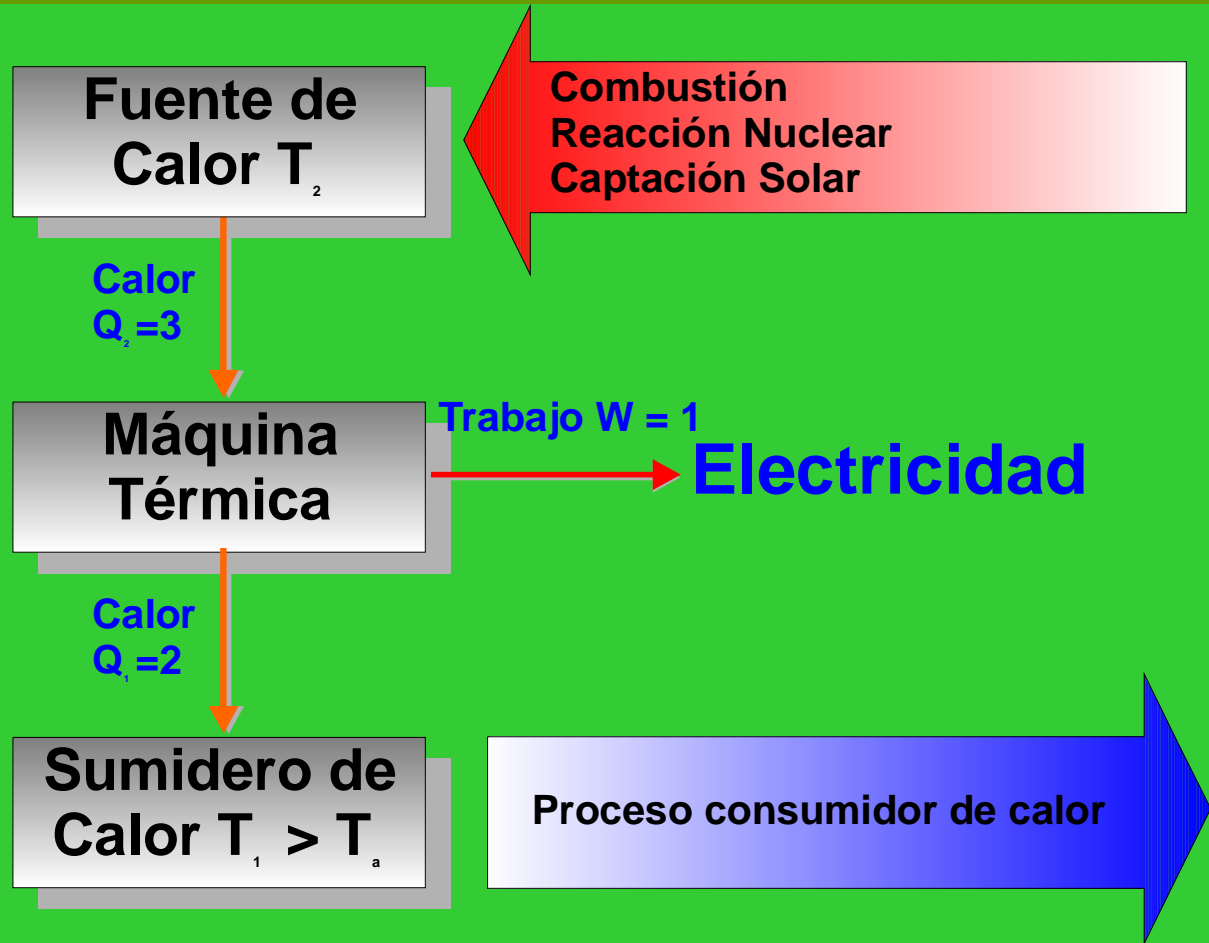 Fuente de
Calor T₂
Combustión
Reacción Nuclear
Captación Solar
Calor
Q₂=3
Máquina
Térmica
Trabajo W = 1
Electricidad
Calor
Q₁=2
Sumidero de
Calor T₁ > Tₐ
Proceso consumidor de calor